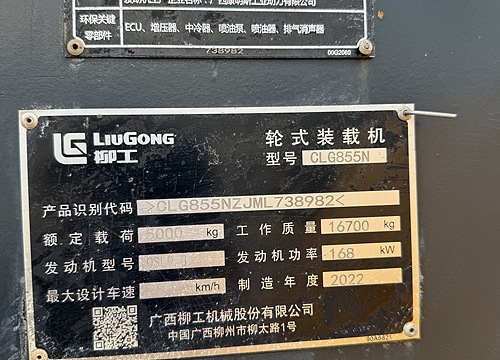 环保关键零部件
ECU、增压器、中冷器、喷油泵、喷油器、排气消声器
738982
00G2060
LIUGONG
柳工
轮式装载机
型号 CLG855N
产品识别代码 >CLG855NZJML738982<
额定载荷 5000 kg 工作质量 16700 kg
发动机型号 发动机功率 168 kW
最大设计车速 km/h 制造年度 2022
广西柳工机械股份有限公司
中国广西柳州市柳太路1号